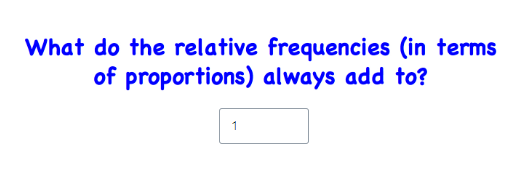 What do the relative frequencies (in terms
of proportions) always add to?
1